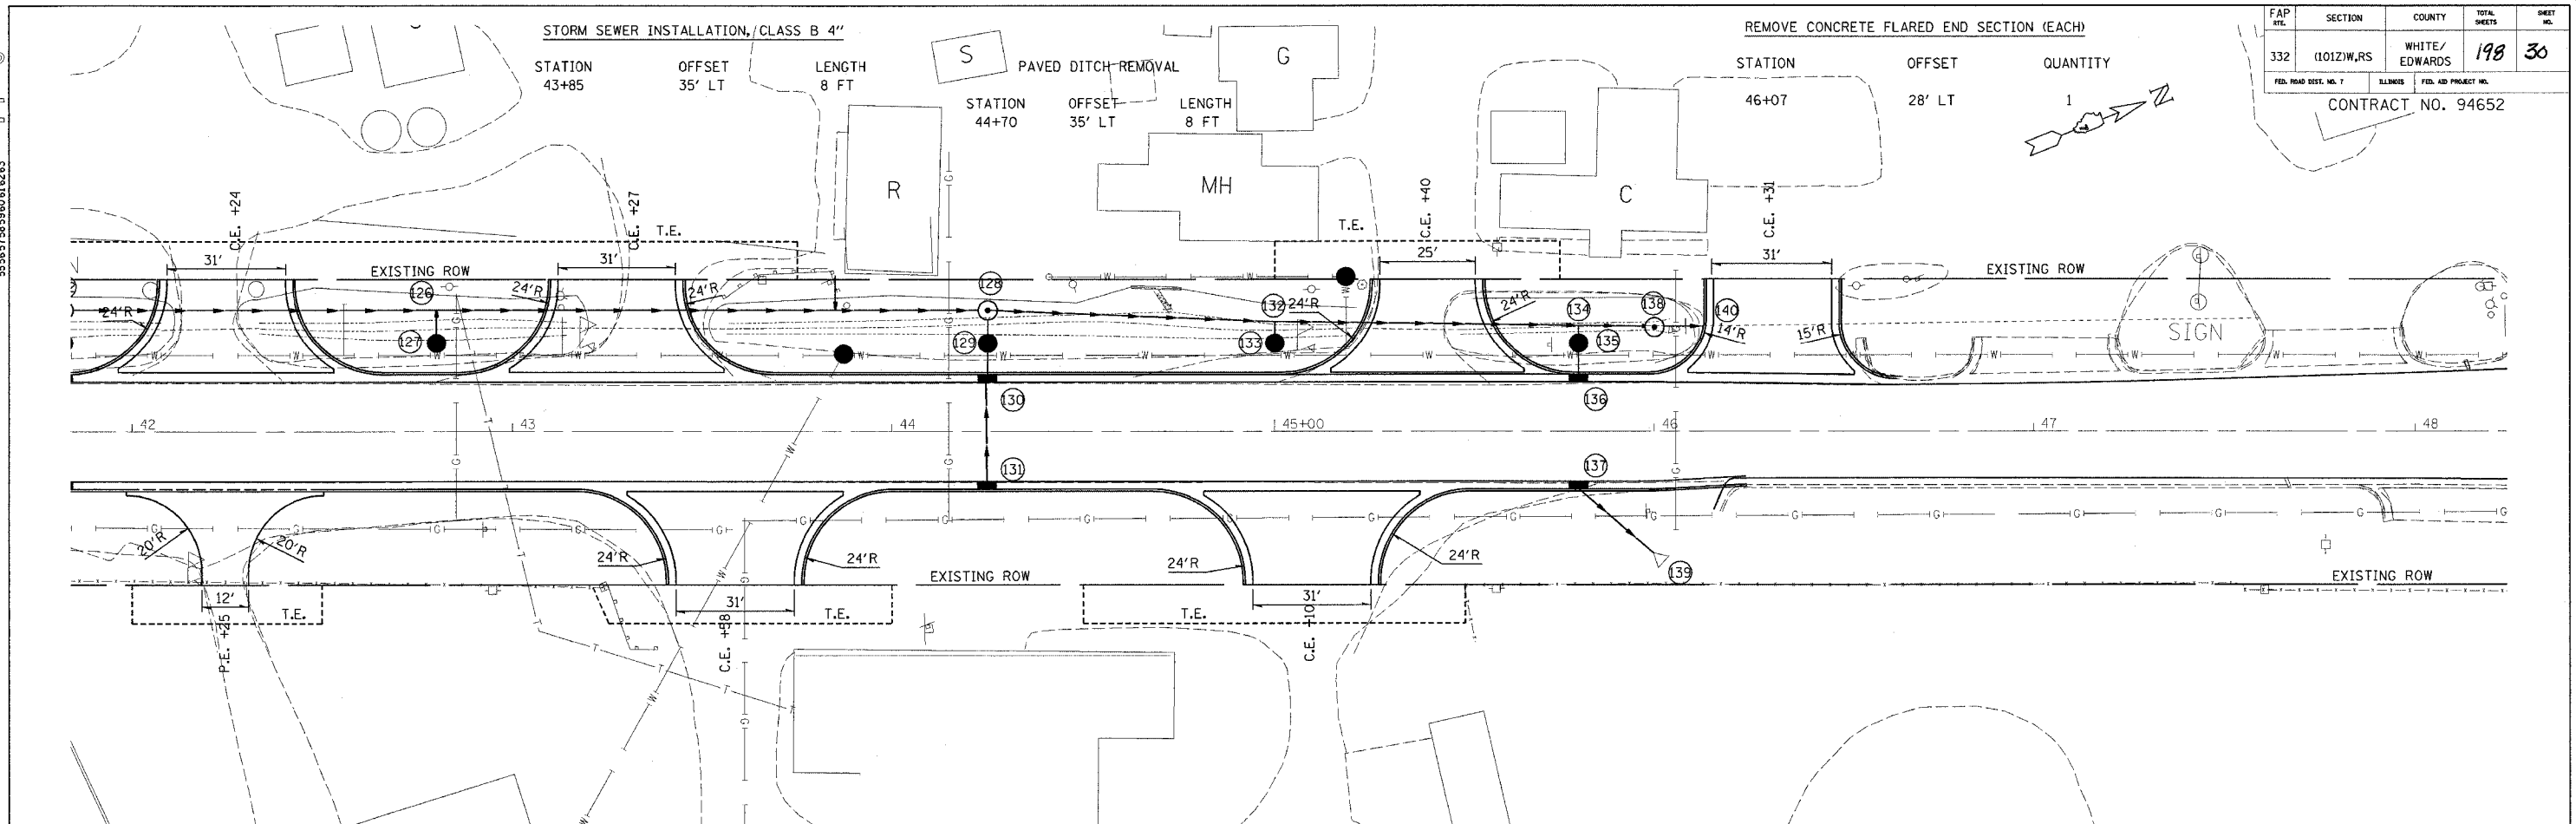 STORM SEWER INSTALLATION, CLASS B 4"
STATION OFFSET LENGTH
43+85 35' LT 8 FT
PAVED DITCH REMOVAL
STATION OFFSET LENGTH
44+70 35' LT 8 FT
REMOVE CONCRETE FLARED END SECTION (EACH)
STATION OFFSET QUANTITY
46+07 28' LT 1
FAP RTE. SECTION COUNTY TOTAL SHEETS SHEET NO.
332 (101Z)W,RS WHITE/ EDWARDS 198 30
FED. ROAD DIST. NO. 7 ILLINOIS FED. AID PROJECT NO.
CONTRACT NO. 94652
N
S
G
R
MH
C
C.E. +24
C.E. +27
T.E.
T.E.
C.E. +40
C.E. +31
31'
EXISTING ROW
31'
25'
31'
EXISTING ROW
126
128
132
134
138
140
24'R
24'R
24'R
24'R
24'R
14'R
15'R
127
129
133
135
SIGN
130
136
42
43
44
45+00
46
47
48
131
137
20'R
20'R
24'R
24'R
24'R
24'R
139
EXISTING ROW
EXISTING ROW
12'
31'
31'
T.E.
T.E.
T.E.
P.E. +25
C.E. +58
C.E. +10